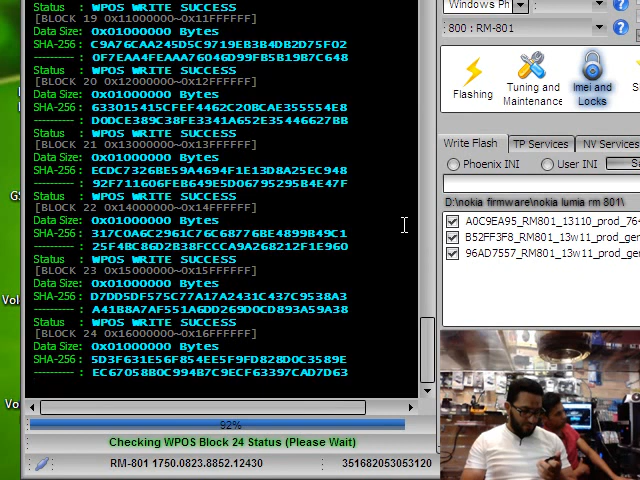 Status : WPOS WRITE SUCCESS
[BLOCK 19 0x11000000~0x11FFFFFF]
Data Size: 0x01000000 Bytes
SHA-256 : C9A76CAA245D5C9719EB3B4DB2D75F02
---------- : 0F7EAA4FEAAA76046D99FB5B19B7C648
Status : WPOS WRITE SUCCESS
[BLOCK 20 0x12000000~0x12FFFFFF]
Data Size: 0x01000000 Bytes
SHA-256 : 633015415CFEF4462C20BCAE355554E8
---------- : D0DCE389C38FE3341A652E35446627BB
Status : WPOS WRITE SUCCESS
[BLOCK 21 0x13000000~0x13FFFFFF]
Data Size: 0x01000000 Bytes
SHA-256 : ECDC7326BE59A4694F1E13D8A25EC948
---------- : 92F711606FEB649E5D06795295B4E47F
Status : WPOS WRITE SUCCESS
[BLOCK 22 0x14000000~0x14FFFFFF]
Data Size: 0x01000000 Bytes
SHA-256 : 317C0A6C2961C76C68776BE4899B49C1
---------- : 25F4BC86D2B38FCCCA9A268212F1E960
Status : WPOS WRITE SUCCESS
[BLOCK 23 0x15000000~0x15FFFFFF]
Data Size: 0x01000000 Bytes
SHA-256 : D7DD5DF575C77A17A2431C437C9538A3
---------- : A41B8A7AF551A6DD269D0CD893A59A38
Status : WPOS WRITE SUCCESS
[BLOCK 24 0x16000000~0x16FFFFFF]
SHA-256 : 5D3F631E56F854EE5F9FD828D0C3589E
---------- : EC67058B0C994B7C9ECF63397CAD7D63
92%
Checking WPOS Block 24 Status (Please Wait)
RM-801 1750.0823.8852.12430 351682053053120
Windows Ph
800 : RM-801
Flashing
Tuning and Maintenance
Imei and Locks
Write Flash TP Services NV Services
Phoenix INI User INI
D:\nokia firmware\nokia lumia rm 801\
A0C9EA95_RM801_13110_prod_76
B52FF3F8_RM801_13w11_prod_ger
96AD7557_RM801_13w11_prod_ger